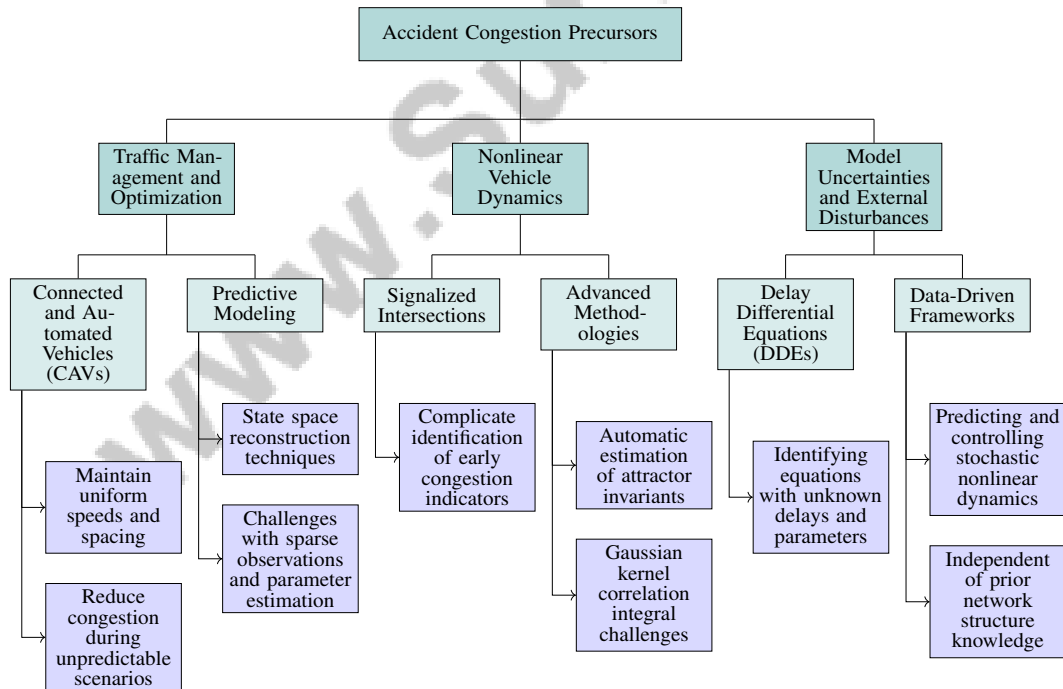 Accident Congestion Precursors
Traffic Man-
agement and
Optimization
Nonlinear
Vehicle
Dynamics
Model
Uncertainties
and External
Disturbances
Connected
and Au-
tomated
Vehicles
(CAVs)
Predictive
Modeling
Signalized
Intersections
Advanced
Method-
ologies
Delay
Differential
Equations
(DDEs)
Data-Driven
Frameworks
Maintain
uniform
speeds and
spacing
Reduce
congestion
during
unpredictable
scenarios
State space
reconstruction
techniques
Challenges
with sparse
observations
and parameter
estimation
Complicate
identification
of early
congestion
indicators
Automatic
estimation
of attractor
invariants
Gaussian
kernel
correlation
integral
challenges
Identifying
equations
with unknown
delays and
parameters
Predicting and
controlling
stochastic
nonlinear
dynamics
Independent
of prior
network
structure
knowledge
www.Su